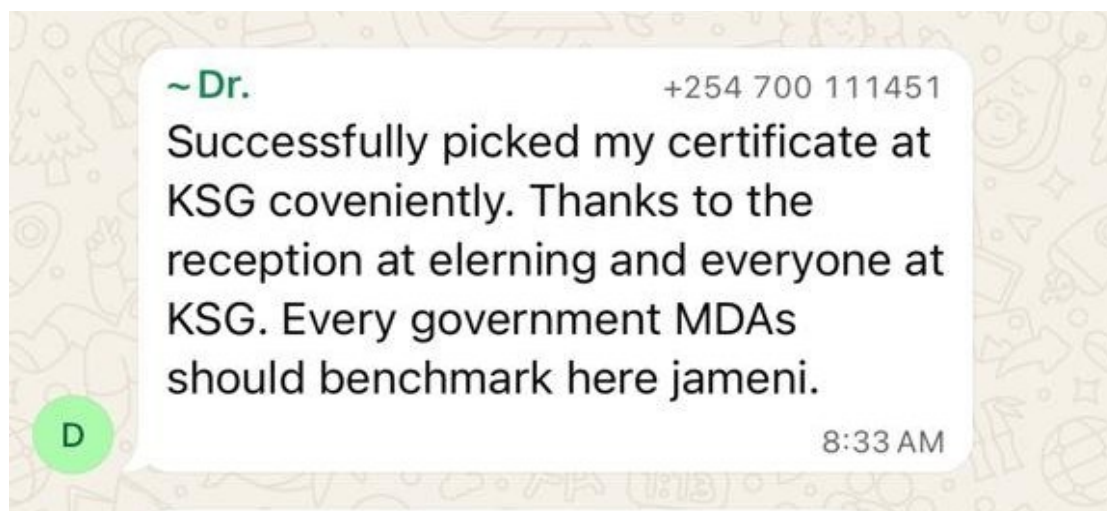 ~ Dr. +254 700 111451
Successfully picked my certificate at
KSG coveniently. Thanks to the
reception at elerning and everyone at
KSG. Every government MDAs
should benchmark here jameni.
D 8:33 AM